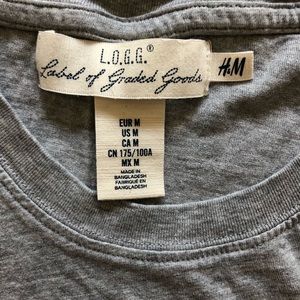 L.O.G.G.®
Label of Graded Goods
H&M
EUR M
US M
CA M
CN 175/100A
MX M
MADE IN
BANGLADESH
FABRIQUÉ EN
BANGLADESH